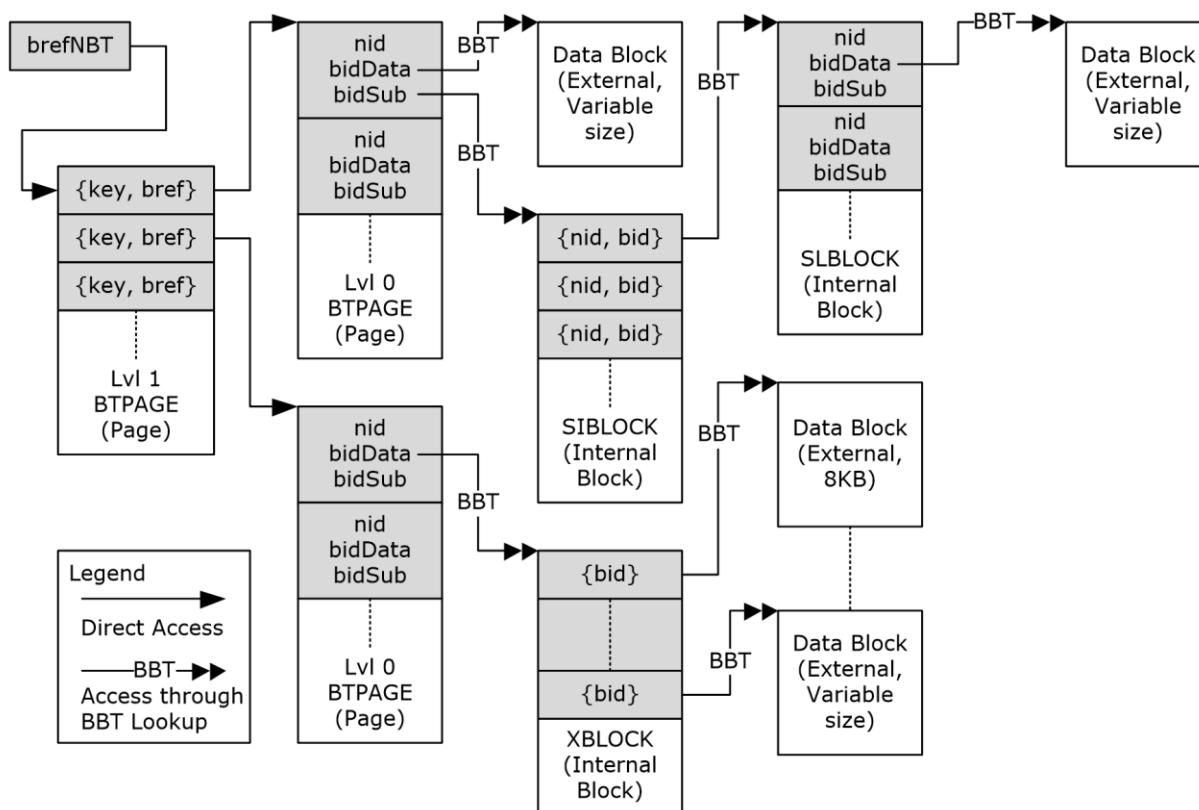 brefNBT
{key, bref}
{key, bref}
{key, bref}
Lvl 1
BTPAGE
(Page)
nid
bidData
bidSub
nid
bidData
bidSub
Lvl 0
BTPAGE
(Page)
BBT
BBT
Data Block
(External,
Variable
size)
{nid, bid}
{nid, bid}
{nid, bid}
SIBLOCK
(Internal
Block)
BBT
nid
bidData
bidSub
nid
bidData
bidSub
SLBLOCK
(Internal
Block)
BBT
Data Block
(External,
Variable
size)
nid
bidData
bidSub
nid
bidData
bidSub
Lvl 0
BTPAGE
(Page)
BBT
{bid}
{bid}
XBLOCK
(Internal
Block)
BBT
Data Block
(External,
8KB)
BBT
Data Block
(External,
Variable
size)
Legend
Direct Access
BBT
Access through
BBT Lookup